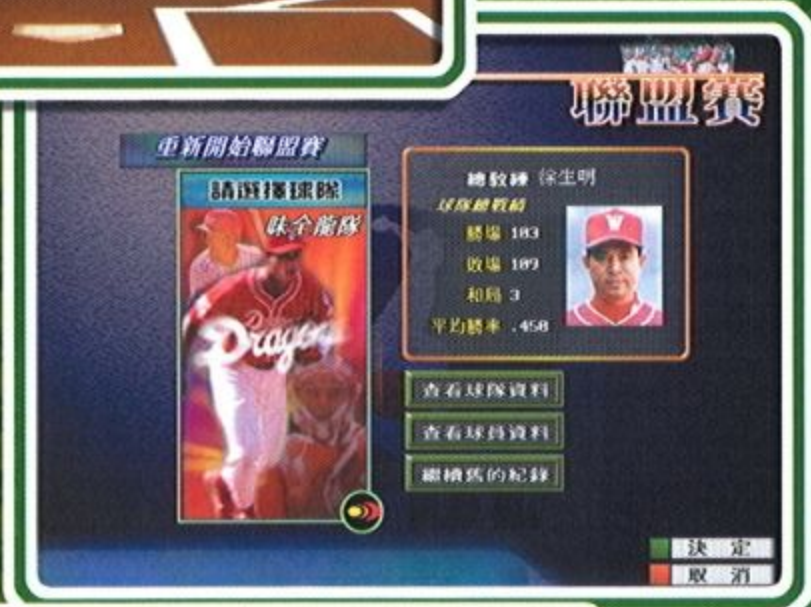 聯盟賽
重新開始聯盟賽
請選擇球隊
味全龍隊
Dragons
總教練 徐生明
球隊總戰績
勝場 103
敗場 109
和局 3
平均勝率 .450
W
查看球隊資料
查看球員資料
繼續舊的紀錄
決定
取消